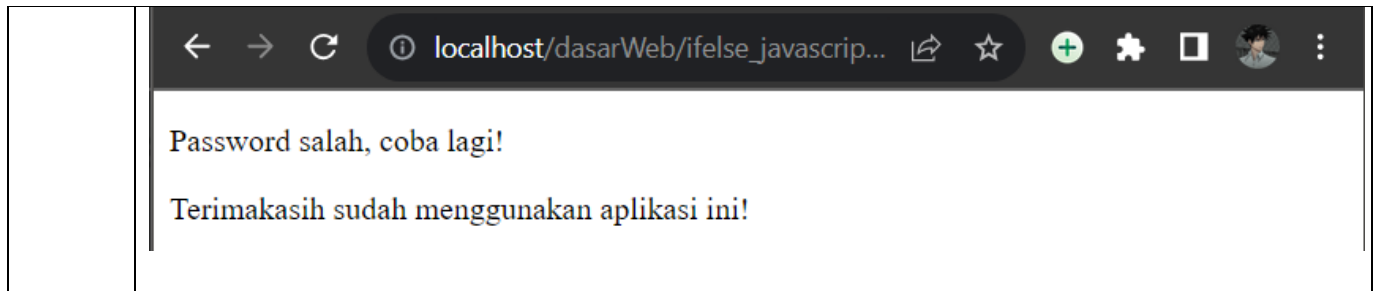 localhost/dasarWeb/ifelse_javascrip...
Password salah, coba lagi!
Terimakasih sudah menggunakan aplikasi ini!